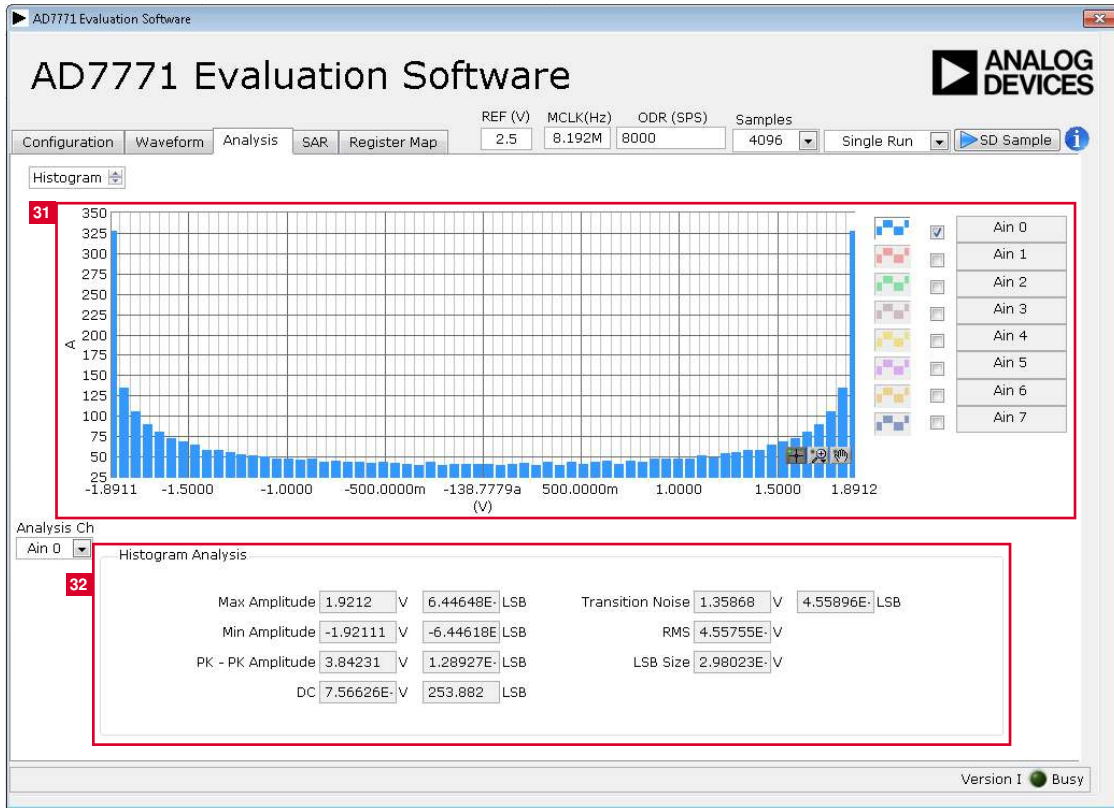 AD7771 Evaluation Software
AD7771 Evaluation Software
ANALOG
DEVICES
REF (V) MCLK(Hz) ODR (SPS) Samples
Configuration Waveform Analysis SAR Register Map 2.5 8.192M 8000 4096 Single Run SD Sample i
Histogram
31
350
325
300
275
250
225
200
175
150
125
100
75
50
25
A
-1.8911 -1.5000 -1.0000 -500.0000m -138.7779a 500.0000m 1.0000 1.5000 1.8912
(V)
Ain 0
Ain 1
Ain 2
Ain 3
Ain 4
Ain 5
Ain 6
Ain 7
Analysis Ch
Ain 0
32
Histogram Analysis
Max Amplitude 1.9212 V 6.44648E- LSB Transition Noise 1.35868 V 4.55896E- LSB
Min Amplitude -1.92111 V -6.44618E LSB RMS 4.55755E- V
PK - PK Amplitude 3.84231 V 1.28927E- LSB LSB Size 2.98023E- V
DC 7.56626E- V 253.882 LSB
Version I Busy